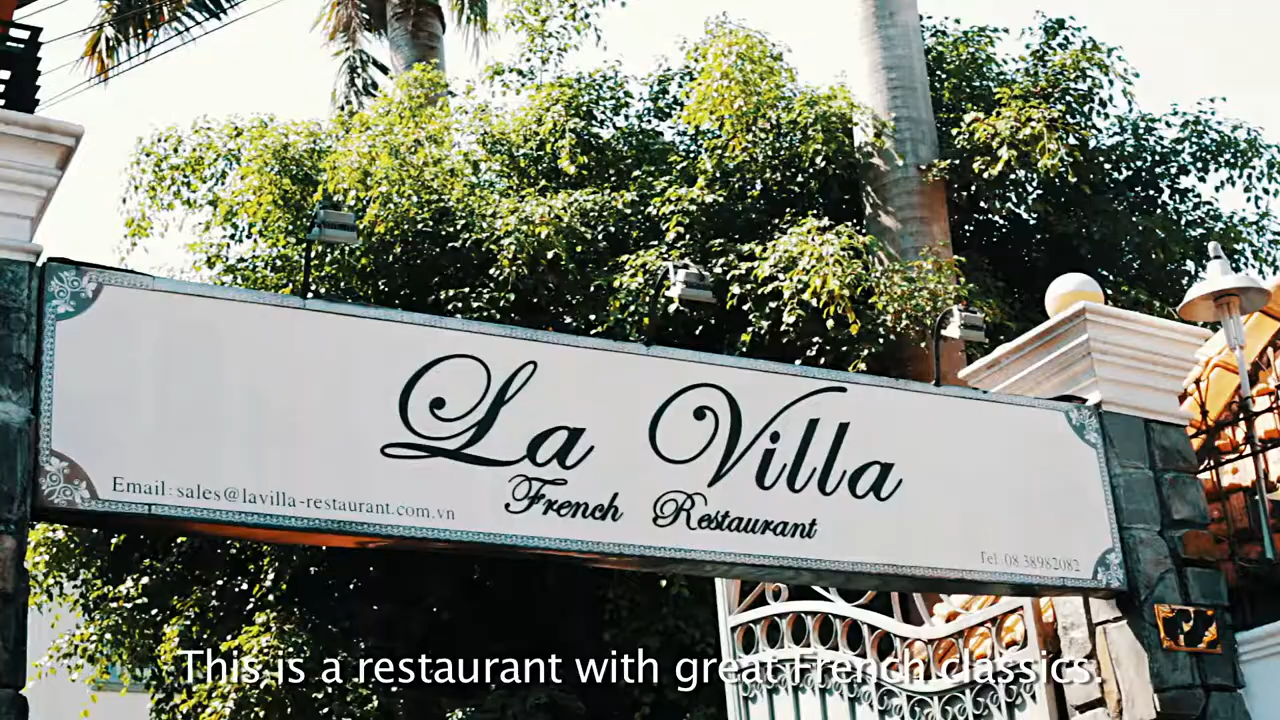 La Villa
French Restaurant
Email: sales@lavilla-restaurant.com.vn
Tel: 08 38982082
This is a restaurant with great French classics.